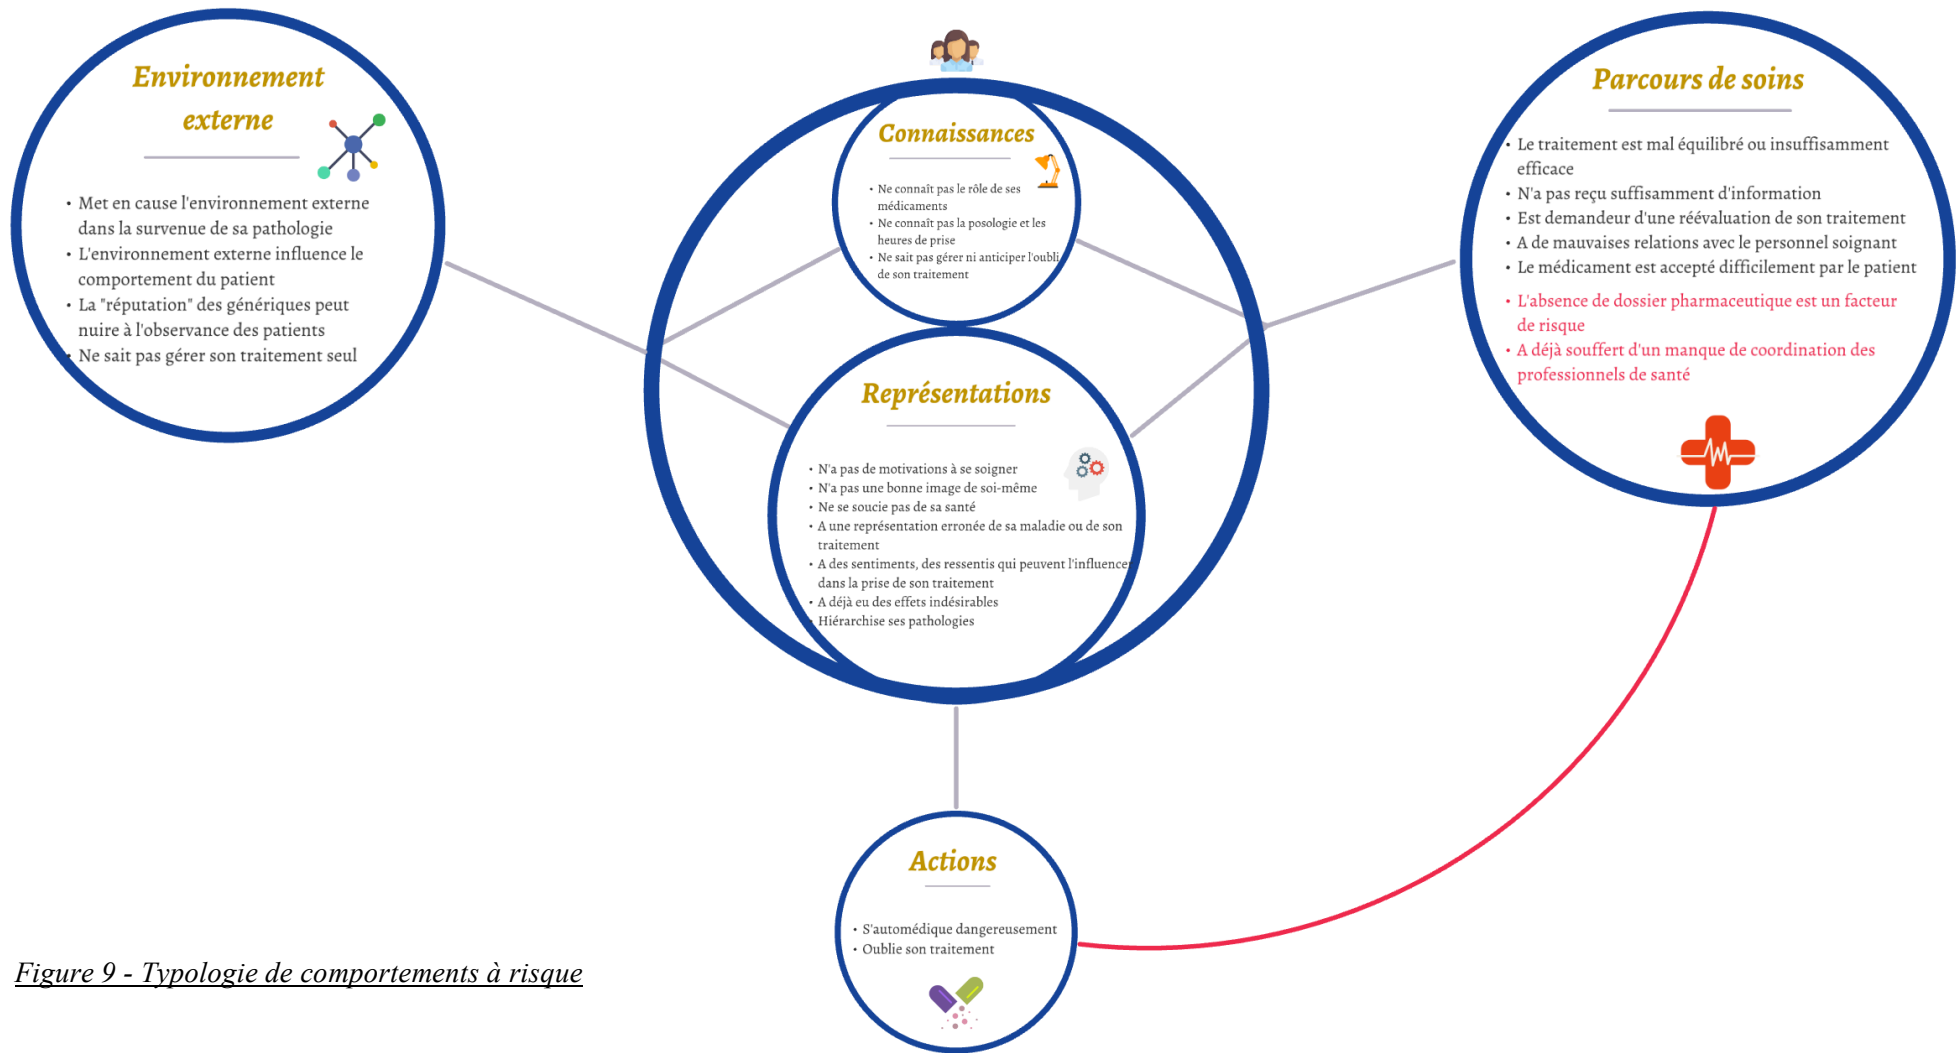 Environnement
externe
Met en cause l'environnement externe
dans la survenue de sa pathologie
L'environnement externe influence le
comportement du patient
La "réputation" des génériques peut
nuire à l'observance des patients
Ne sait pas gérer son traitement seul
Connaissances
Ne connaît pas le rôle de ses
médicaments
Ne connaît pas la posologie et les
heures de prise
Ne sait pas gérer ni anticiper l'oubli
de son traitement
Représentations
N'a pas de motivations à se soigner
N'a pas une bonne image de soi-même
Ne se soucie pas de sa santé
A une représentation erronée de sa maladie ou de son
traitement
A des sentiments, des ressentis qui peuvent l'influencer
dans la prise de son traitement
A déjà eu des effets indésirables
Hiérarchise ses pathologies
Parcours de soins
Le traitement est mal équilibré ou insuffisamment
efficace
N'a pas reçu suffisamment d'information
Est demandeur d'une réévaluation de son traitement
A de mauvaises relations avec le personnel soignant
Le médicament est accepté difficilement par le patient
L'absence de dossier pharmaceutique est un facteur
de risque
A déjà souffert d'un manque de coordination des
professionnels de santé
Actions
S'automédique dangereusement
Oublie son traitement
Figure 9 - Typologie de comportements à risque